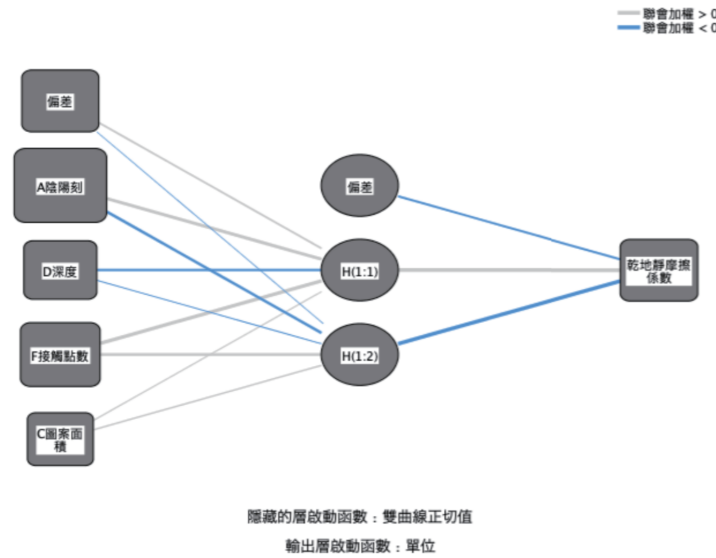 聯會加權 > 0
聯會加權 < 0
偏差
A陰陽刻
D深度
F接觸點數
C圖案面
積
偏差
H(1:1)
H(1:2)
乾地靜摩擦
係數
隱藏的層啟動函數：雙曲線正切值
輸出層啟動函數：單位